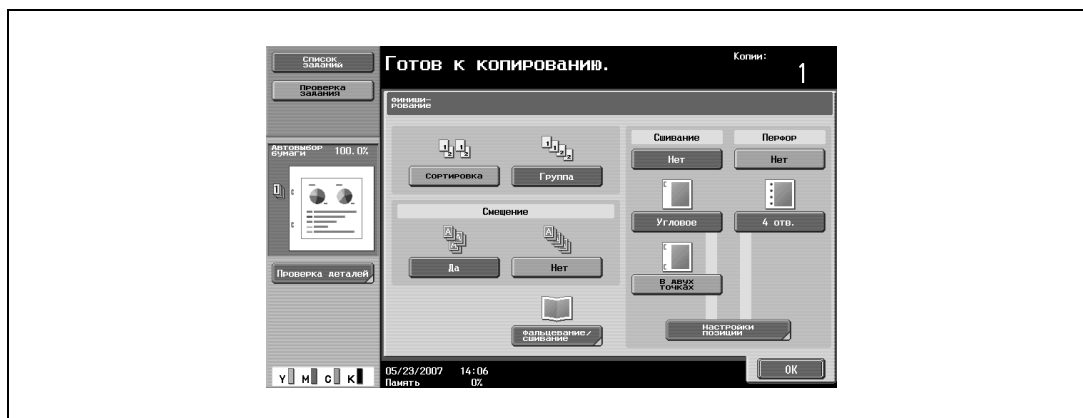 Список
заданий
Проверка
задания
Готов к копированию.
Копии:
1
Финиши-
рование
Автовыбор
бумаги
100.0%
Сортировка
Группа
Смещение
Да
Нет
Фальцевание/
сшивание
Сшивание
Нет
Угловое
В двух
точках
Перфор
Нет
4 отв.
Настройки
позиции
Проверка деталей
Y M C K
05/23/2007 14:06
Память 0%
OK